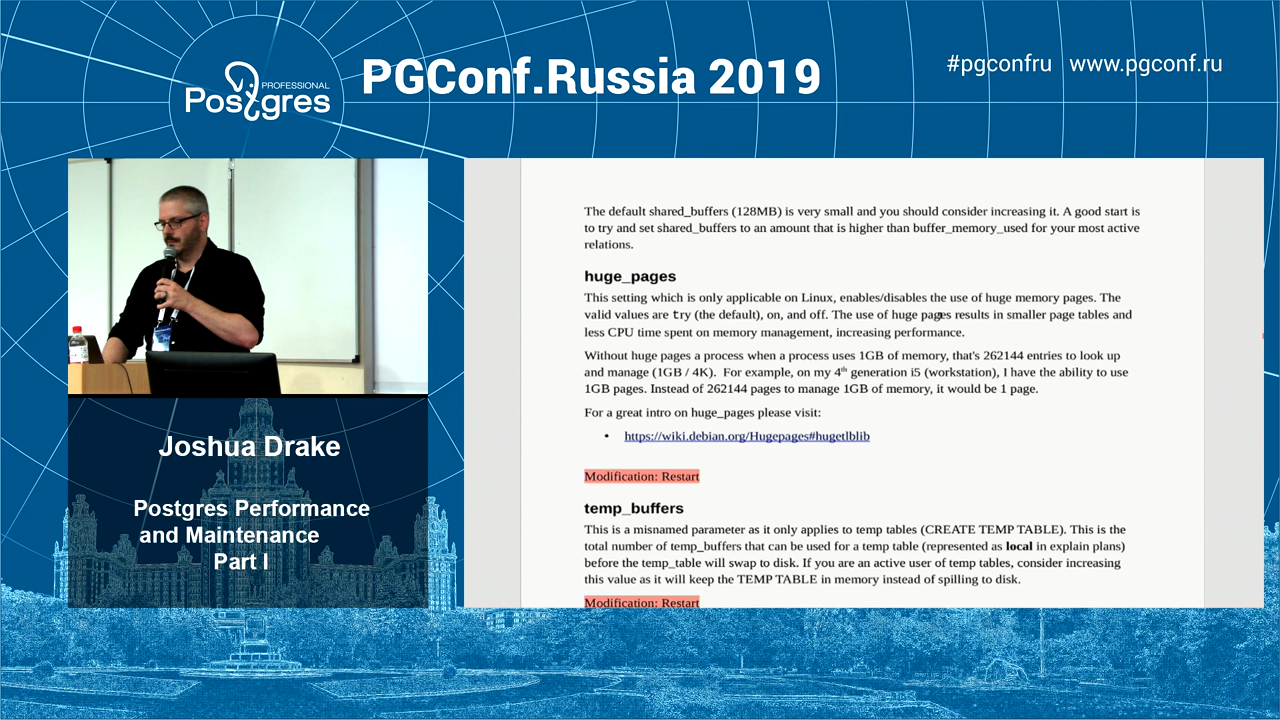 PROFESSIONAL
Postgres
PGConf.Russia 2019
#pgconfru www.pgconf.ru
The default shared_buffers (128MB) is very small and you should consider increasing it. A good start is
to try and set shared_buffers to an amount that is higher than buffer_memory_used for your most active
relations.
huge_pages
This setting which is only applicable on Linux, enables/disables the use of huge memory pages. The
valid values are try (the default), on, and off. The use of huge pages results in smaller page tables and
less CPU time spent on memory management, increasing performance.
Without huge pages a process when a process uses 1GB of memory, that's 262144 entries to look up
and manage (1GB / 4K). For example, on my 4th generation i5 (workstation), I have the ability to use
1GB pages. Instead of 262144 pages to manage 1GB of memory, it would be 1 page.
For a great intro on huge_pages please visit:
• https://wiki.debian.org/Hugepages#hugetlblib
Modification: Restart
temp_buffers
This is a misnamed parameter as it only applies to temp tables (CREATE TEMP TABLE). This is the
total number of temp_buffers that can be used for a temp table (represented as local in explain plans)
before the temp_table will swap to disk. If you are an active user of temp tables, consider increasing
this value as it will keep the TEMP TABLE in memory instead of spilling to disk.
Modification: Restart
Joshua Drake
Postgres Performance
and Maintenance
Part I